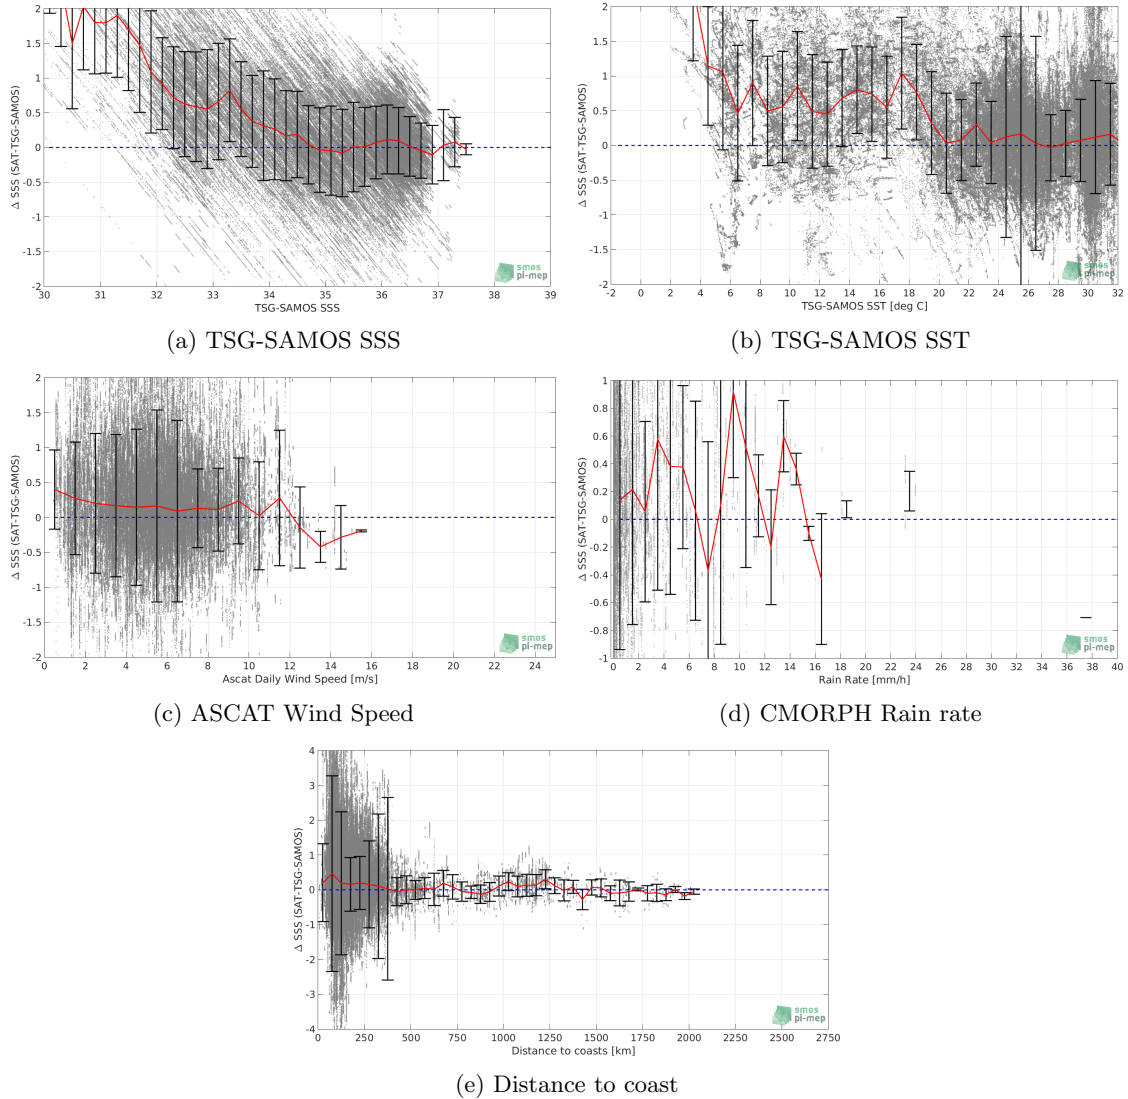 2
1.5
1
0.5
0
-0.5
-1
-1.5
-2
Δ SSS (SAT-TSG-SAMOS)
30 31 32 33 34 35 36 37 38 39
TSG-SAMOS SSS
smos
pi-mep
(a) TSG-SAMOS SSS
2
1.5
1
0.5
0
-0.5
-1
-1.5
-2
Δ SSS (SAT-TSG-SAMOS)
-2 0 2 4 6 8 10 12 14 16 18 20 22 24 26 28 30 32
TSG-SAMOS SST [deg C]
smos
pi-mep
(b) TSG-SAMOS SST
2
1.5
1
0.5
0
-0.5
-1
-1.5
-2
Δ SSS (SAT-TSG-SAMOS)
0 2 4 6 8 10 12 14 16 18 20 22 24
Ascat Daily Wind Speed [m/s]
smos
pi-mep
(c) ASCAT Wind Speed
1
0.8
0.6
0.4
0.2
0
-0.2
-0.4
-0.6
-0.8
-1
Δ SSS (SAT-TSG-SAMOS)
0 2 4 6 8 10 12 14 16 18 20 22 24 26 28 30 32 34 36 38 40
Rain Rate [mm/h]
smos
pi-mep
(d) CMORPH Rain rate
4
3
2
1
0
-1
-2
-3
-4
Δ SSS (SAT-TSG-SAMOS)
0 250 500 750 1000 1250 1500 1750 2000 2250 2500 2750
Distance to coasts [km]
smos
pi-mep
(e) Distance to coast